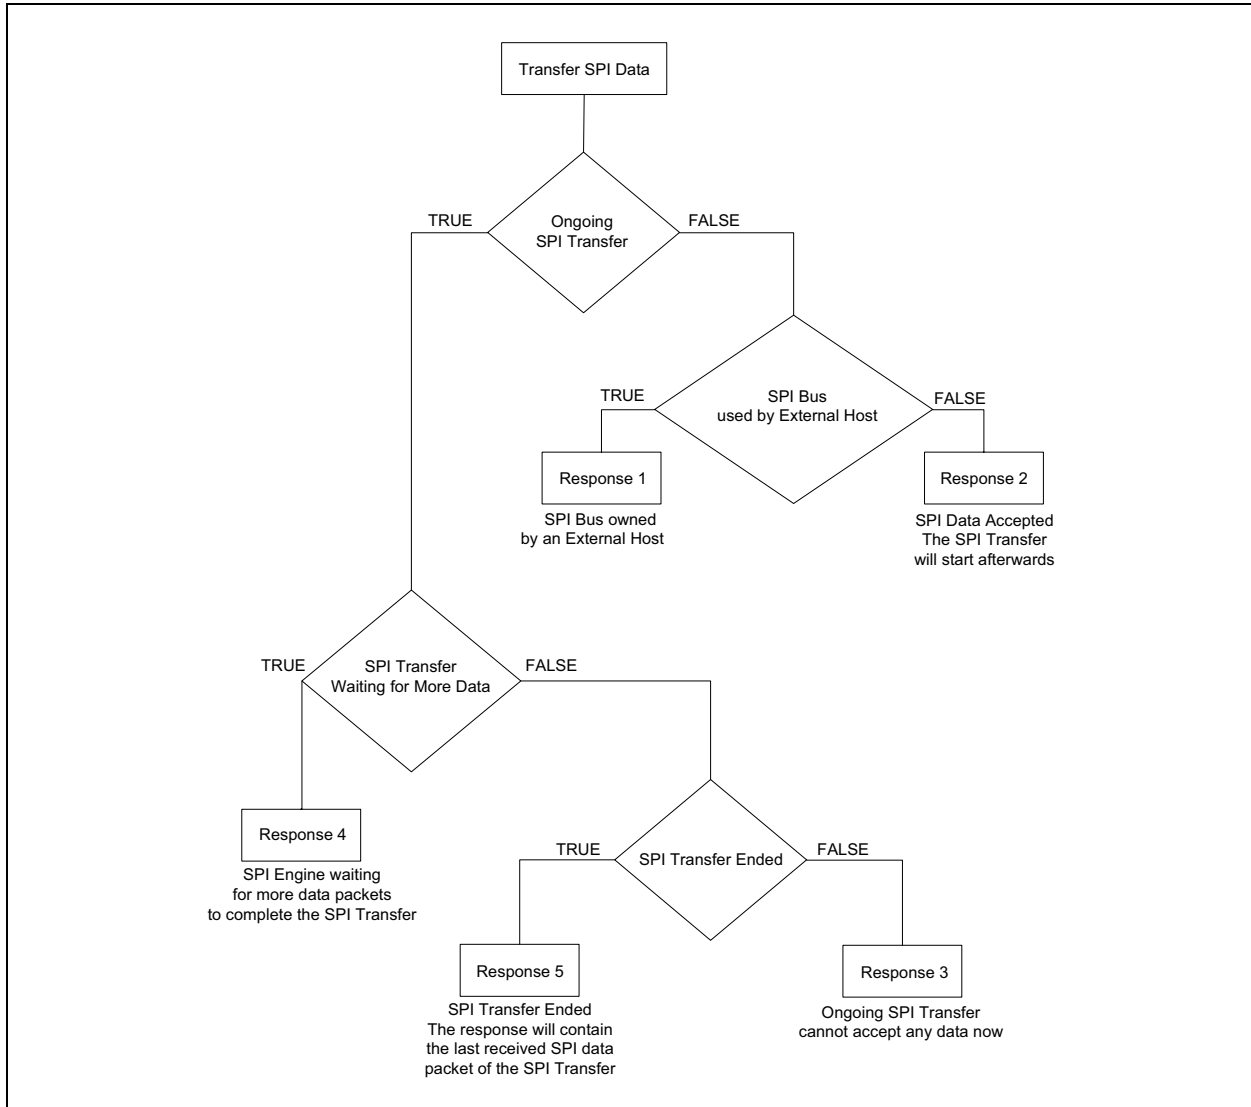 Transfer SPI Data
TRUE
Ongoing
SPI Transfer
FALSE
TRUE
SPI Bus
used by External Host
FALSE
Response 1
SPI Bus owned
by an External Host
Response 2
SPI Data Accepted
The SPI Transfer
will start afterwards
TRUE
SPI Transfer
Waiting for More Data
FALSE
Response 4
SPI Engine waiting
for more data packets
to complete the SPI Transfer
TRUE
SPI Transfer Ended
FALSE
Response 5
SPI Transfer Ended
The response will contain
the last received SPI data
packet of the SPI Transfer
Response 3
Ongoing SPI Transfer
cannot accept any data now